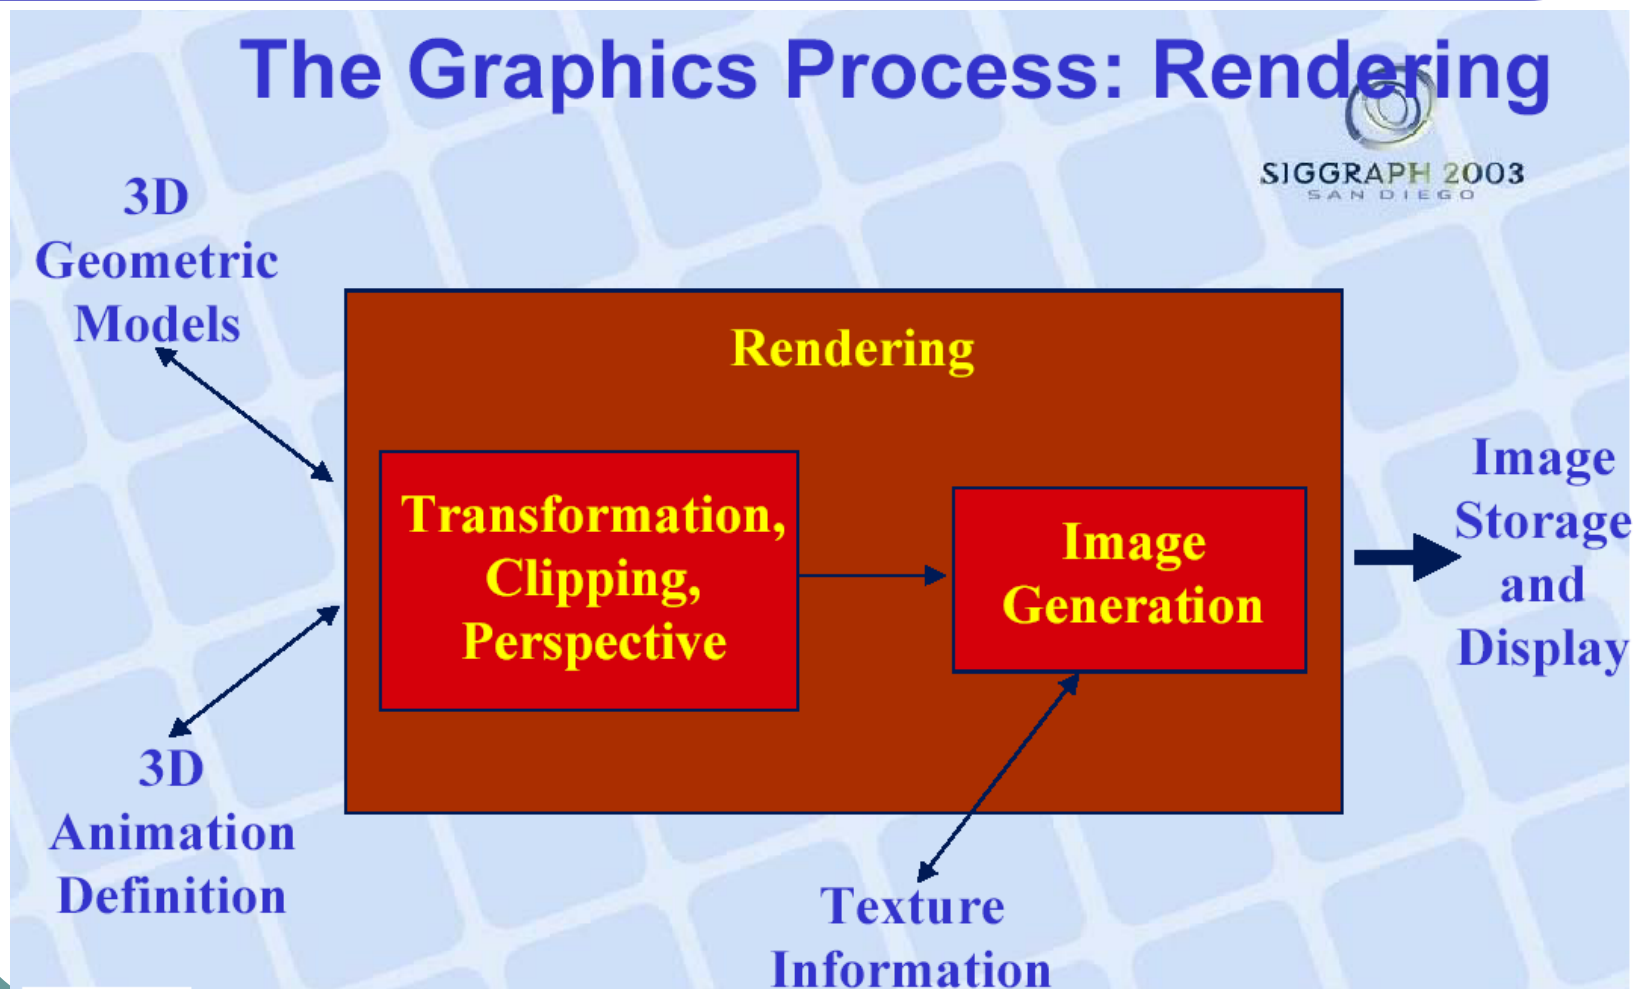 The Graphics Process: Rendering
SIGGRAPH 2003
SAN DIEGO
3D
Geometric
Models
Rendering
Transformation,
Clipping,
Perspective
Image
Generation
Image
Storage
and
Display
3D
Animation
Definition
Texture
Information